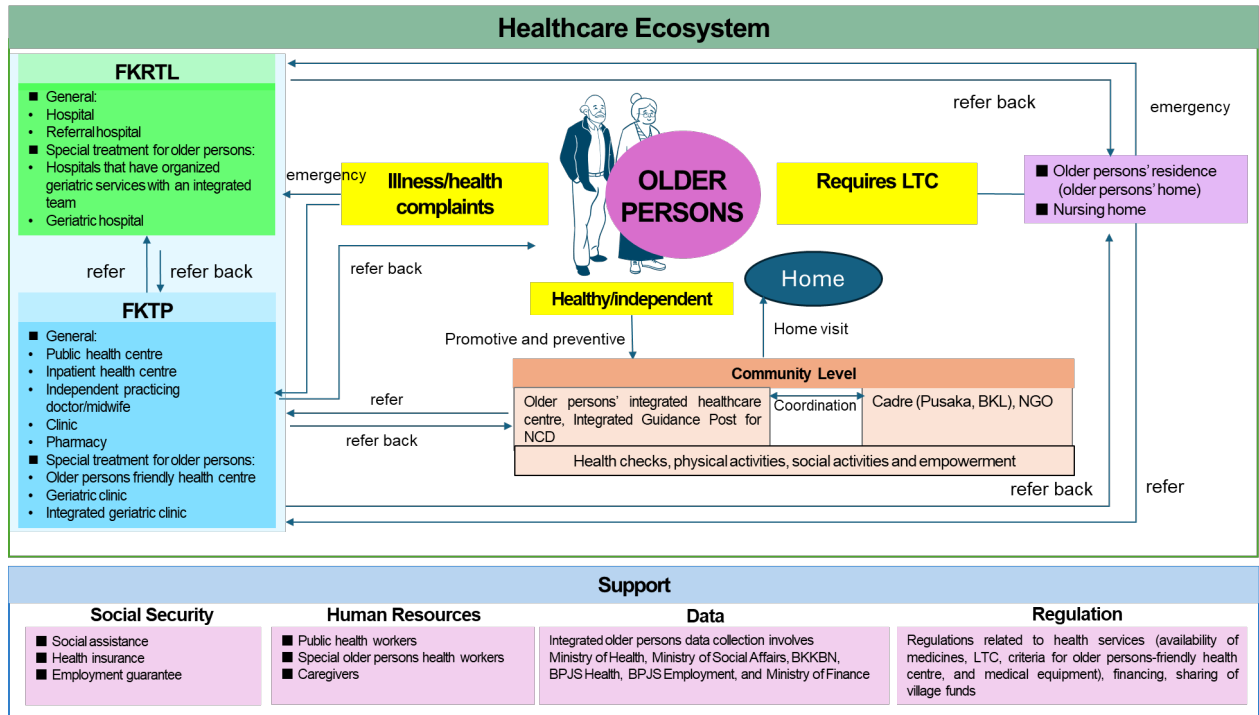 Healthcare Ecosystem
FKRTL
■ General:
• Hospital
• Referral hospital
■ Special treatment for older persons:
• Hospitals that have organized
geriatric services with an integrated
team
• Geriatric hospital
refer
refer back
FKTP
■ General:
• Public health centre
• Inpatient health centre
• Independent practicing
doctor/midwife
• Clinic
• Pharmacy
■ Special treatment for older persons:
• Older persons friendly health centre
• Geriatric clinic
• Integrated geriatric clinic
emergency
Illness/health
complaints
refer back
OLDER
PERSONS
Requires LTC
refer back
emergency
■ Older persons' residence
(older persons' home)
■ Nursing home
Healthy/independent
Home
Promotive and preventive
Home visit
Community Level
Older persons' integrated healthcare
centre, Integrated Guidance Post for
NCD
Coordination
Cadre (Pusaka, BKL), NGO
Health checks, physical activities, social activities and empowerment
refer
refer back
refer back
refer
Support
Social Security
■ Social assistance
■ Health insurance
■ Employment guarantee
Human Resources
■ Public health workers
■ Special older persons health workers
■ Caregivers
Data
Integrated older persons data collection involves
Ministry of Health, Ministry of Social Affairs, BKKBN,
BPJS Health, BPJS Employment, and Ministry of Finance
Regulation
Regulations related to health services (availability of
medicines, LTC, criteria for older persons-friendly health
centre, and medical equipment), financing, sharing of
village funds